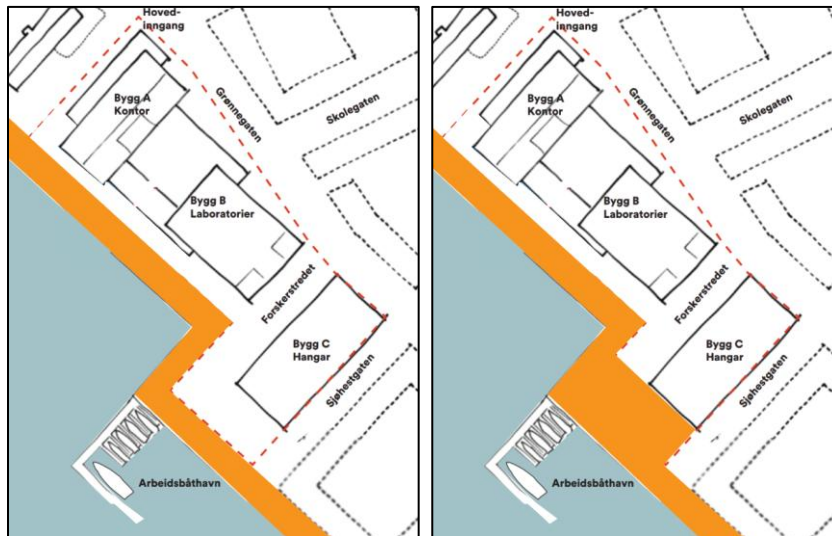 Hoved-
inngang
Bygg A
Kontor
Grønnegaten
Skolegaten
Bygg B
Laboratorier
Forskerstredet
Bygg C
Hangar
Sjøhestgaten
Arbeidsbåthavn
Hoved-
inngang
Bygg A
Kontor
Grønnegaten
Skolegaten
Bygg B
Laboratorier
Forskerstredet
Bygg C
Hangar
Sjøhestgaten
Arbeidsbåthavn